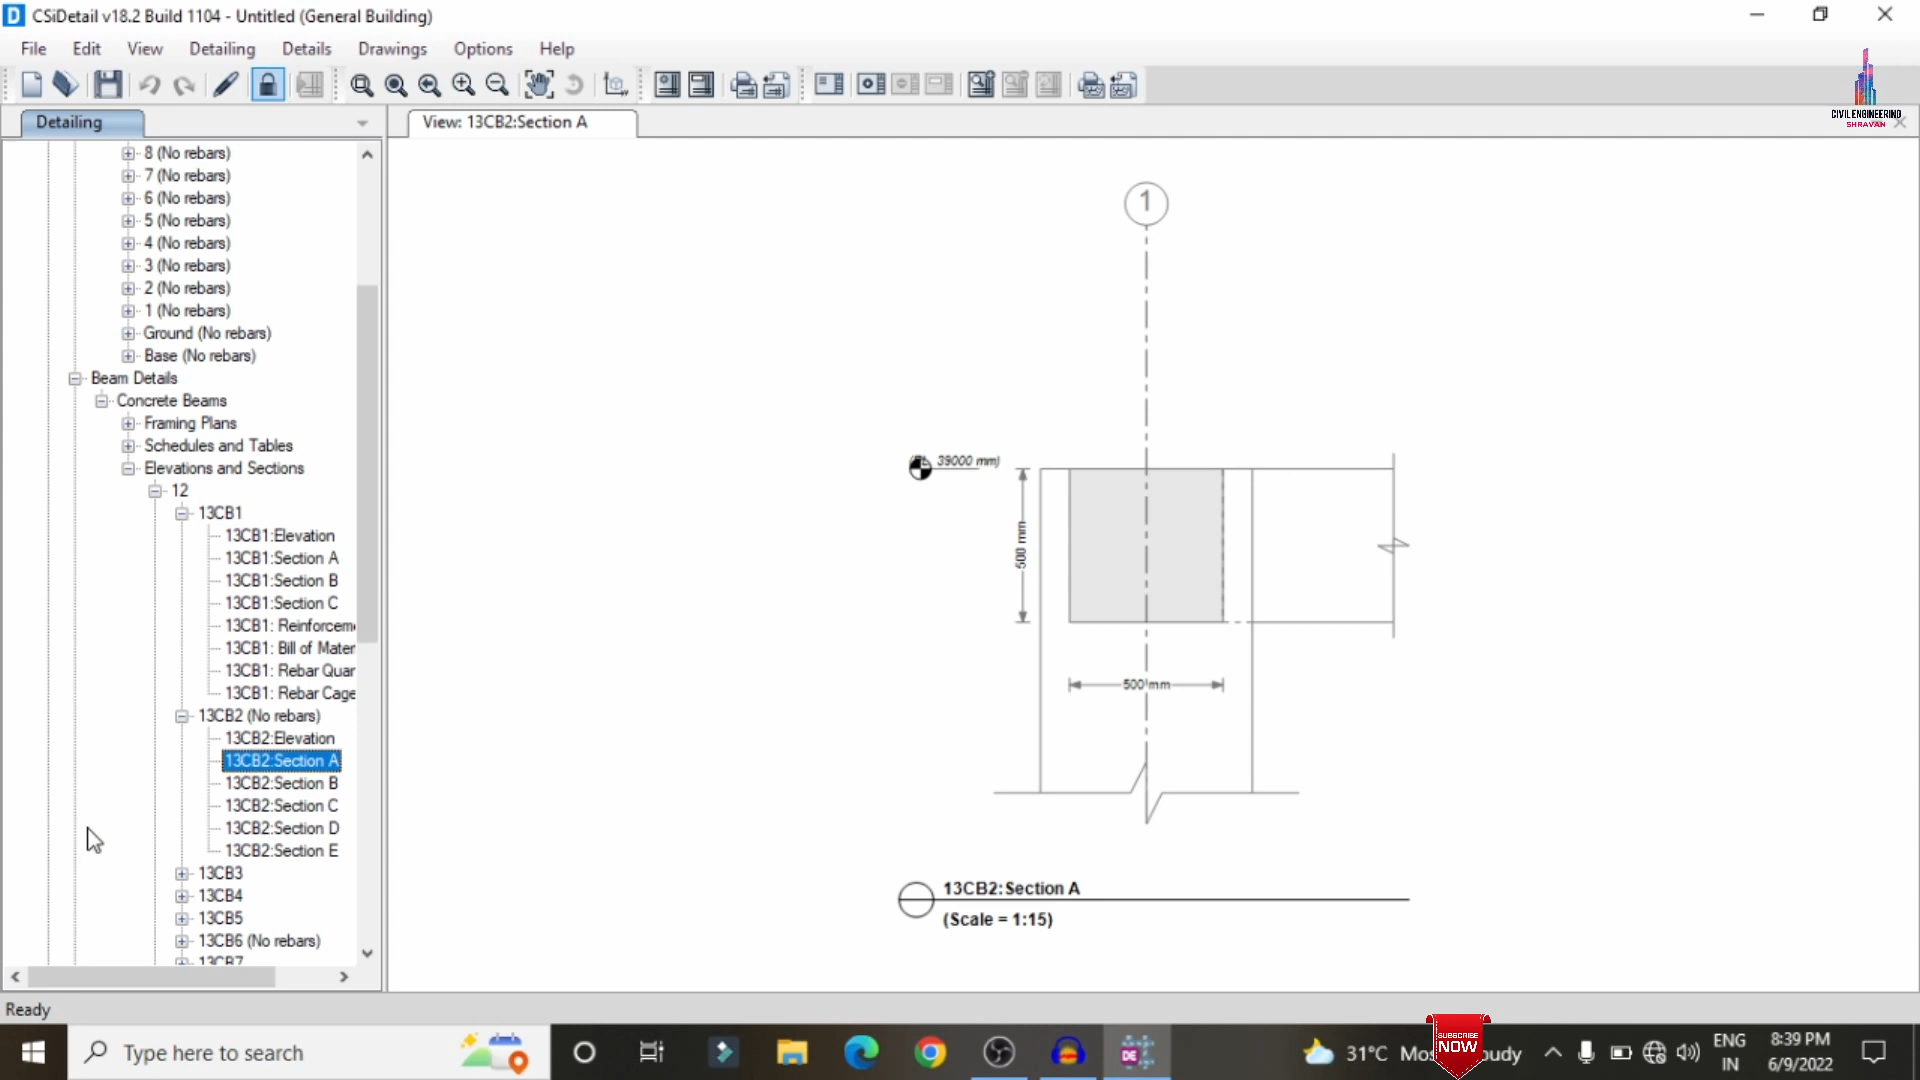 CSiDetail v18.2 Build 1104 - Untitled (General Building)
File Edit View Detailing Details Drawings Options Help
CIVIL ENGINEERING
SHRAVAN
Detailing
View: 13CB2:Section A
8 (No rebars)
7 (No rebars)
6 (No rebars)
5 (No rebars)
4 (No rebars)
3 (No rebars)
2 (No rebars)
1 (No rebars)
Ground (No rebars)
Base (No rebars)
Beam Details
Concrete Beams
Framing Plans
Schedules and Tables
Elevations and Sections
12
13CB1
13CB1:Elevation
13CB1:Section A
13CB1:Section B
13CB1:Section C
13CB1: Reinforcem
13CB1: Bill of Mater
13CB1: Rebar Quar
13CB1: Rebar Cage
13CB2 (No rebars)
13CB2:Elevation
13CB2:Section A
13CB2:Section B
13CB2:Section C
13CB2:Section D
13CB2:Section E
13CB3
13CB4
13CB5
13CB6 (No rebars)
13CB7
1
39000 mm)
500 mm
500 mm
13CB2:Section A
(Scale = 1:15)
Ready
Type here to search
DE
31°C
SUBSCRIBE
NOW
ENG
IN
8:39 PM
6/9/2022